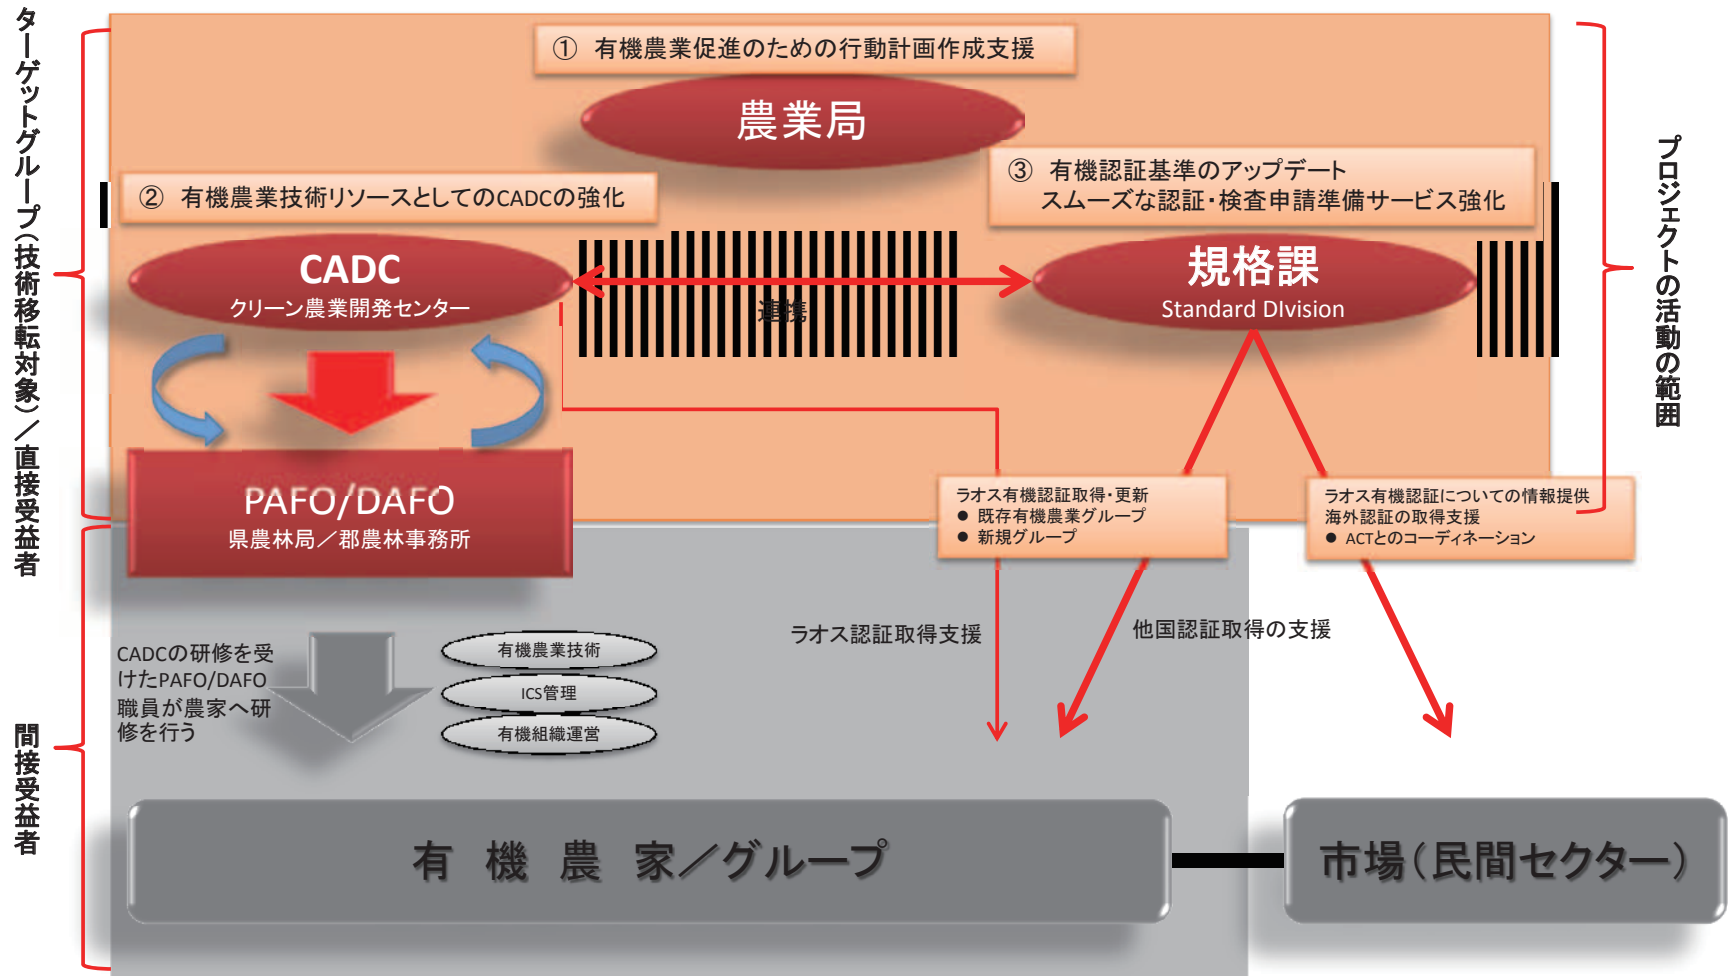 ターゲットグループ（技術移転対象）／直接受益者
間接受益者
プロジェクトの活動の範囲
① 有機農業促進のための行動計画作成支援
農業局
② 有機農業技術リソースとしてのCADCの強化
③ 有機認証基準のアップデート
スムーズな認証・検査申請準備サービス強化
CADC
クリーン農業開発センター
連携
規格課
Standard DIvision
PAFO/DAFO
県農林局／郡農林事務所
ラオス有機認証取得・更新
● 既存有機農業グループ
● 新規グループ
ラオス有機認証についての情報提供
海外認証の取得支援
● ACTとのコーディネーション
CADCの研修を受
けたPAFO/DAFO
職員が農家へ研
修を行う
有機農業技術
ICS管理
有機組織運営
ラオス認証取得支援
他国認証取得の支援
有 機 農 家／グループ
市場（民間セクター）